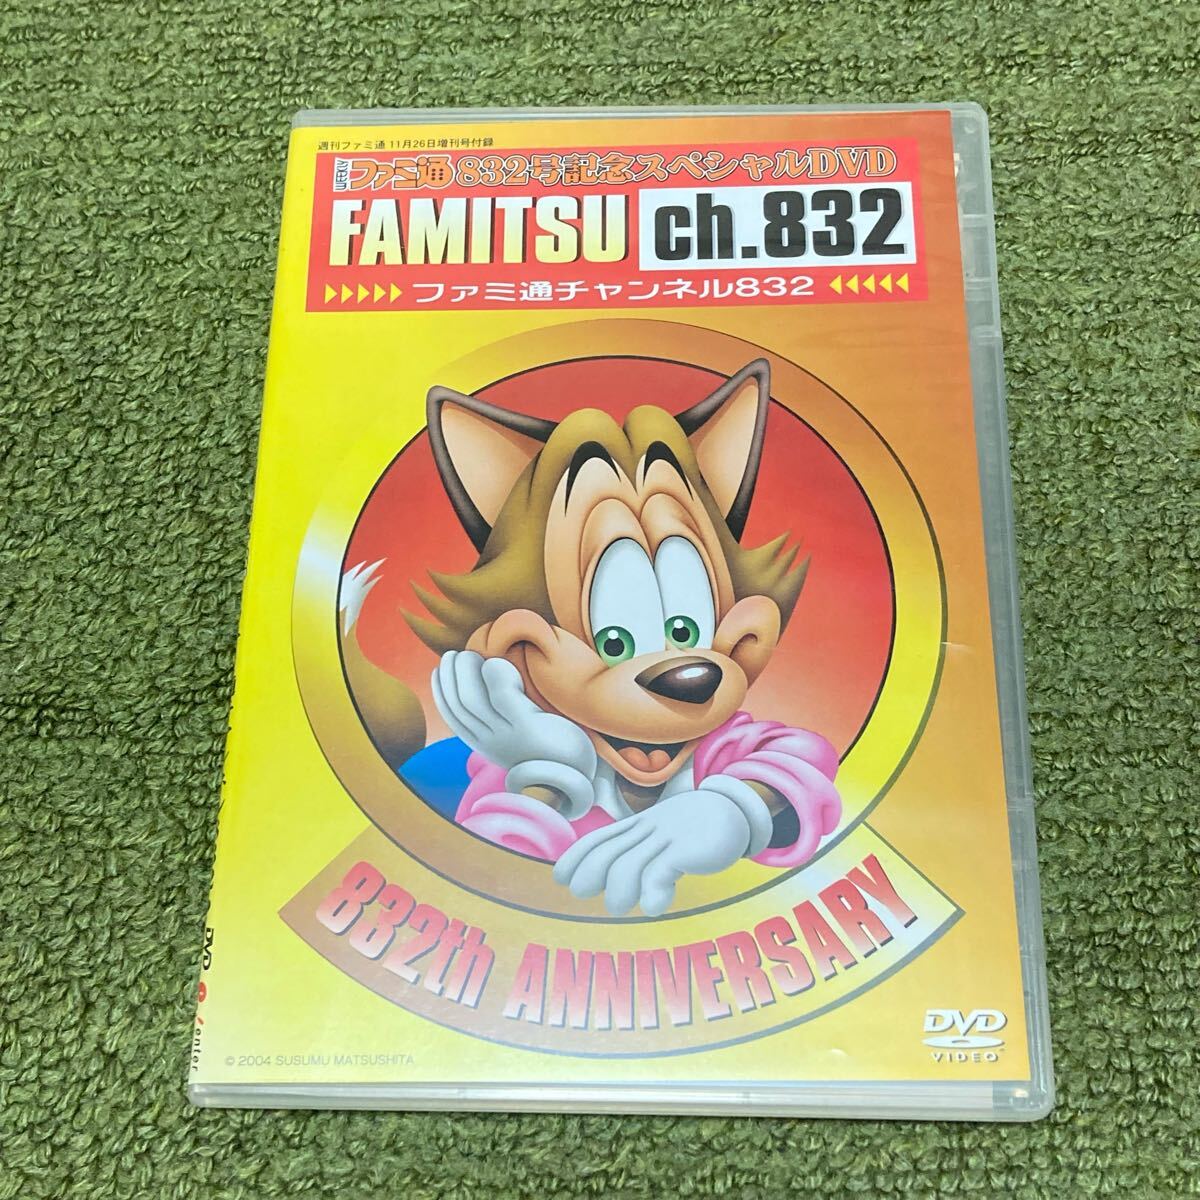 週刊ファミ通 11月26日増刊号付録
WEEKLY ファミ通 832号記念スペシャルDVD
FAMITSU ch.832
ファミ通チャンネル832
832th ANNIVERSARY
DVD
VIDEO
© 2004 SUSUMU MATSUSHITA
DVD
enter